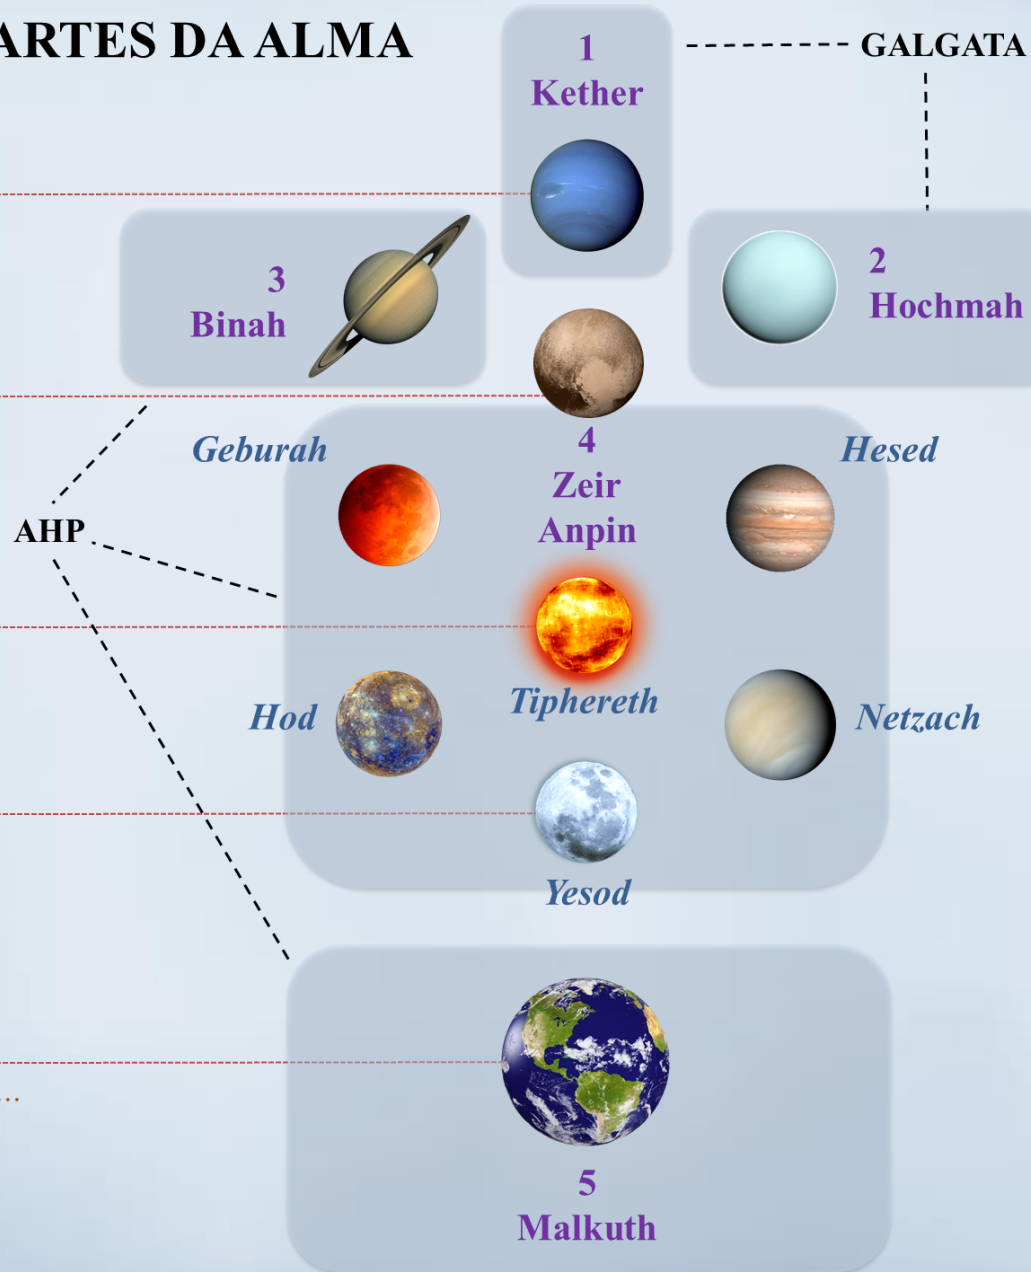 ARTES DA ALMA
1
Kether
GALGATA
3
Binah
2
Hochmah
Geburah
4
Zeir
Anpin
Hesed
AHP
Tiphereth
Hod
Netzach
Yesod
...
5
Malkuth